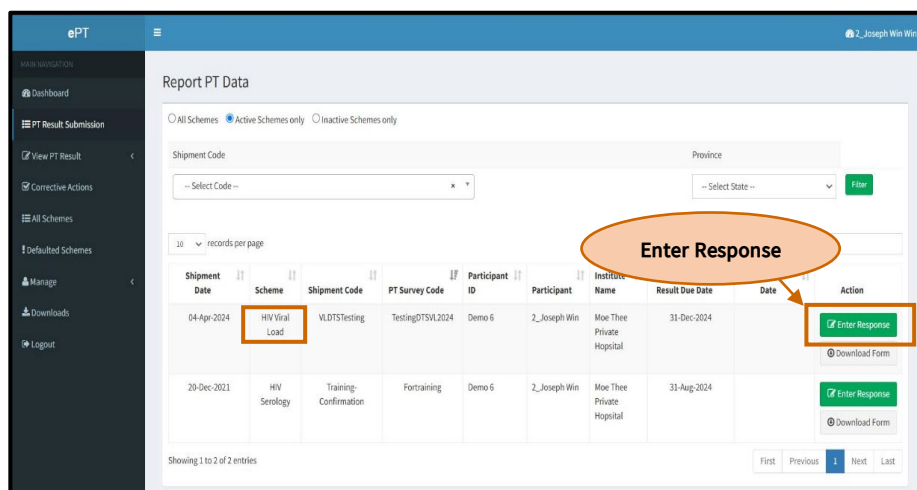 ePT
2_Joseph Win Win
MAIN NAVIGATION
Dashboard
PT Result Submission
View PT Result
Corrective Actions
All Schemes
Defaulted Schemes
Manage
Downloads
Logout
Report PT Data
All Schemes Active Schemes only Inactive Schemes only
Shipment Code Province
-- Select Code -- × -- Select State -- Filter
10 records per page
Enter Response
Shipment Date Scheme Shipment Code PT Survey Code Participant ID Participant Institute Name Result Due Date Date Action
04-Apr-2024 HIV Viral Load VLDTSTesting TestingDTSVL2024 Demo 6 2_Joseph Win Moe Thee Private Hopsital 31-Dec-2024 Enter Response
Download Form
20-Dec-2021 HIV Serology Training-Confirmation Fortraining Demo 6 2_Joseph Win Moe Thee Private Hopsital 31-Aug-2024 Enter Response
Download Form
Showing 1 to 2 of 2 entries
First Previous 1 Next Last